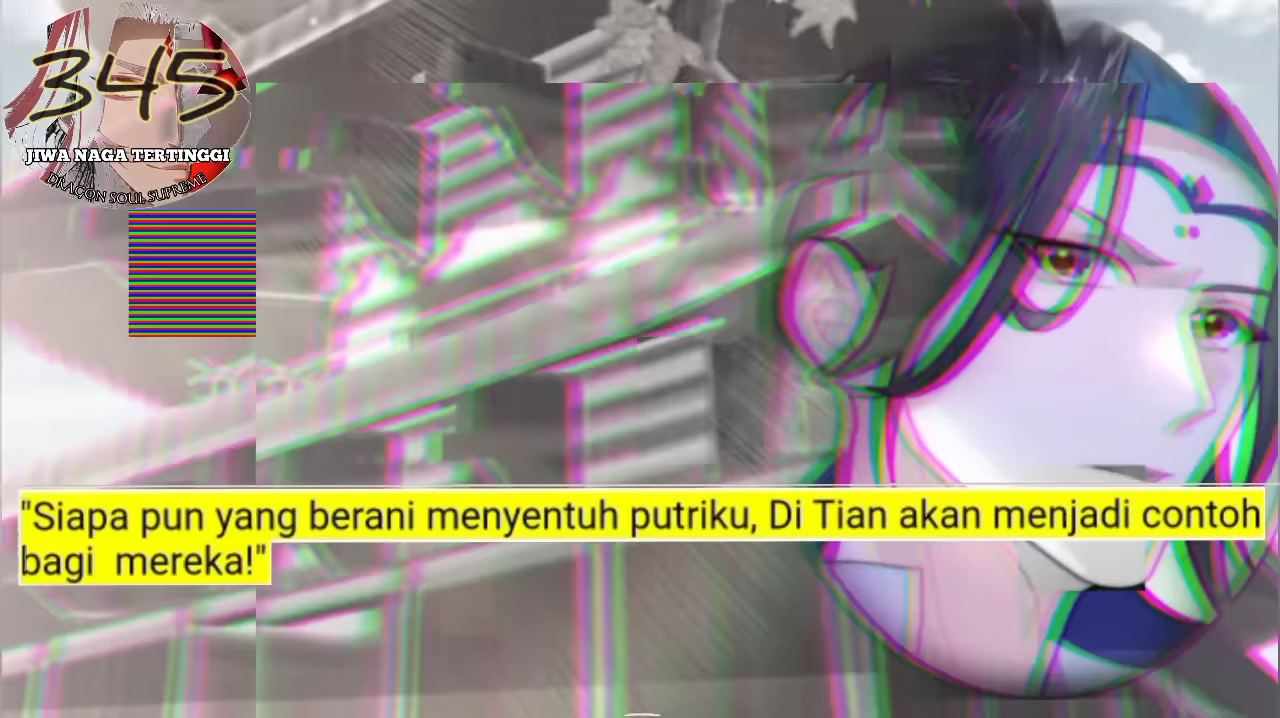 345
JIWA NAGA TERTINGGI
DRAGON SOUL SUPREME
"Siapa pun yang berani menyentuh putriku, Di Tian akan menjadi contoh
bagi mereka!"